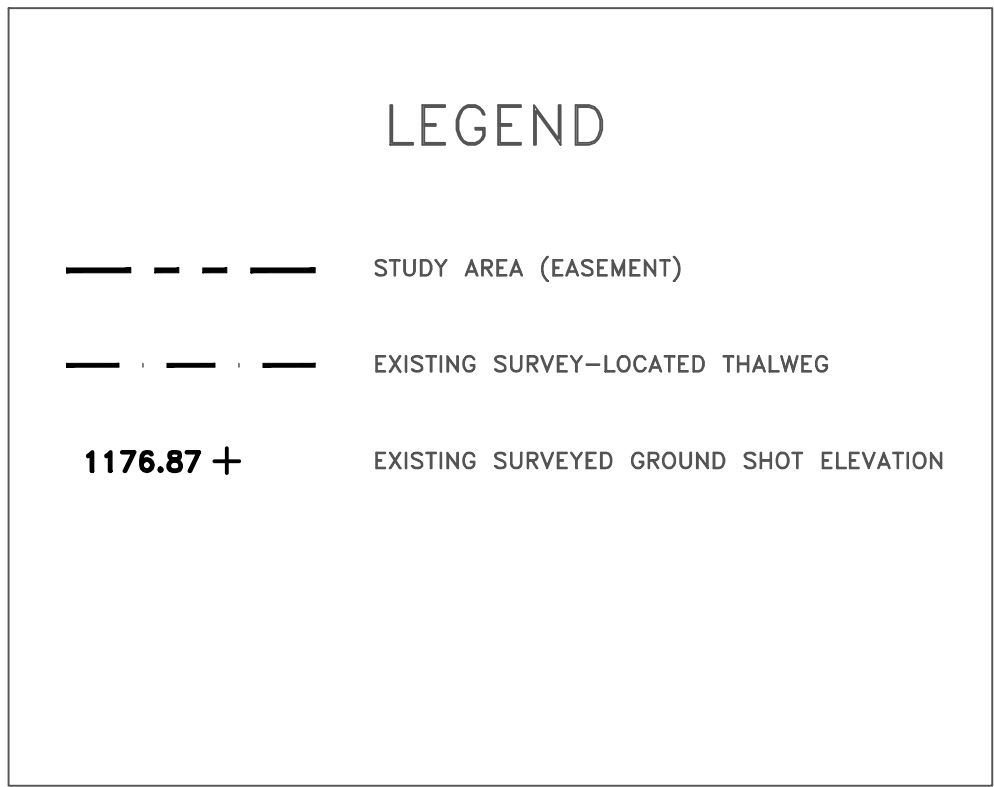 LEGEND
STUDY AREA (EASEMENT)
EXISTING SURVEY-LOCATED THALWEG
1176.87 + EXISTING SURVEYED GROUND SHOT ELEVATION